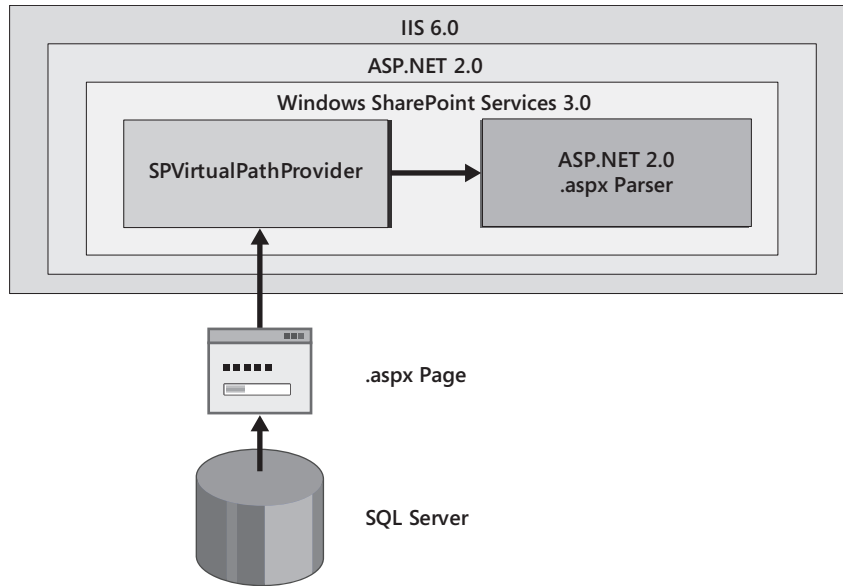 IIS 6.0
ASP.NET 2.0
Windows SharePoint Services 3.0
SPVirtualPathProvider
ASP.NET 2.0
.aspx Parser
.aspx Page
SQL Server